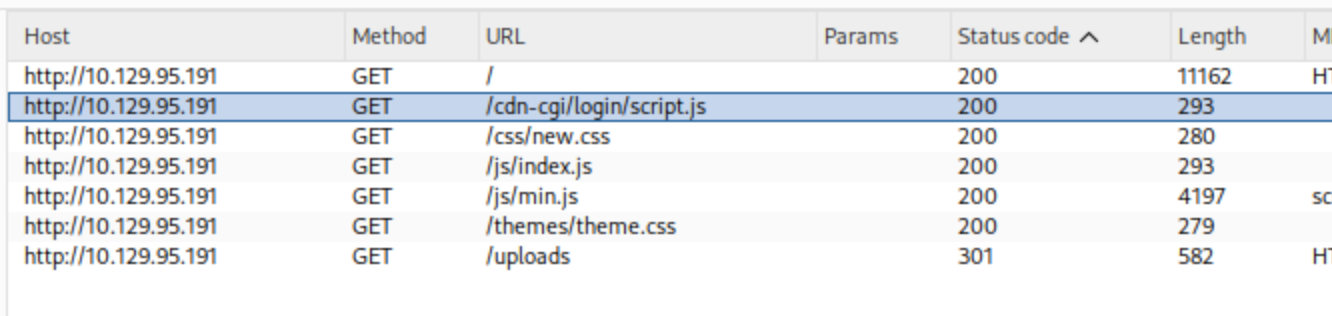 Host Method URL Params Status code Length
http://10.129.95.191 GET / 200 11162
http://10.129.95.191 GET /cdn-cgi/login/script.js 200 293
http://10.129.95.191 GET /css/new.css 200 280
http://10.129.95.191 GET /js/index.js 200 293
http://10.129.95.191 GET /js/min.js 200 4197 sc
http://10.129.95.191 GET /themes/theme.css 200 279
http://10.129.95.191 GET /uploads 301 582